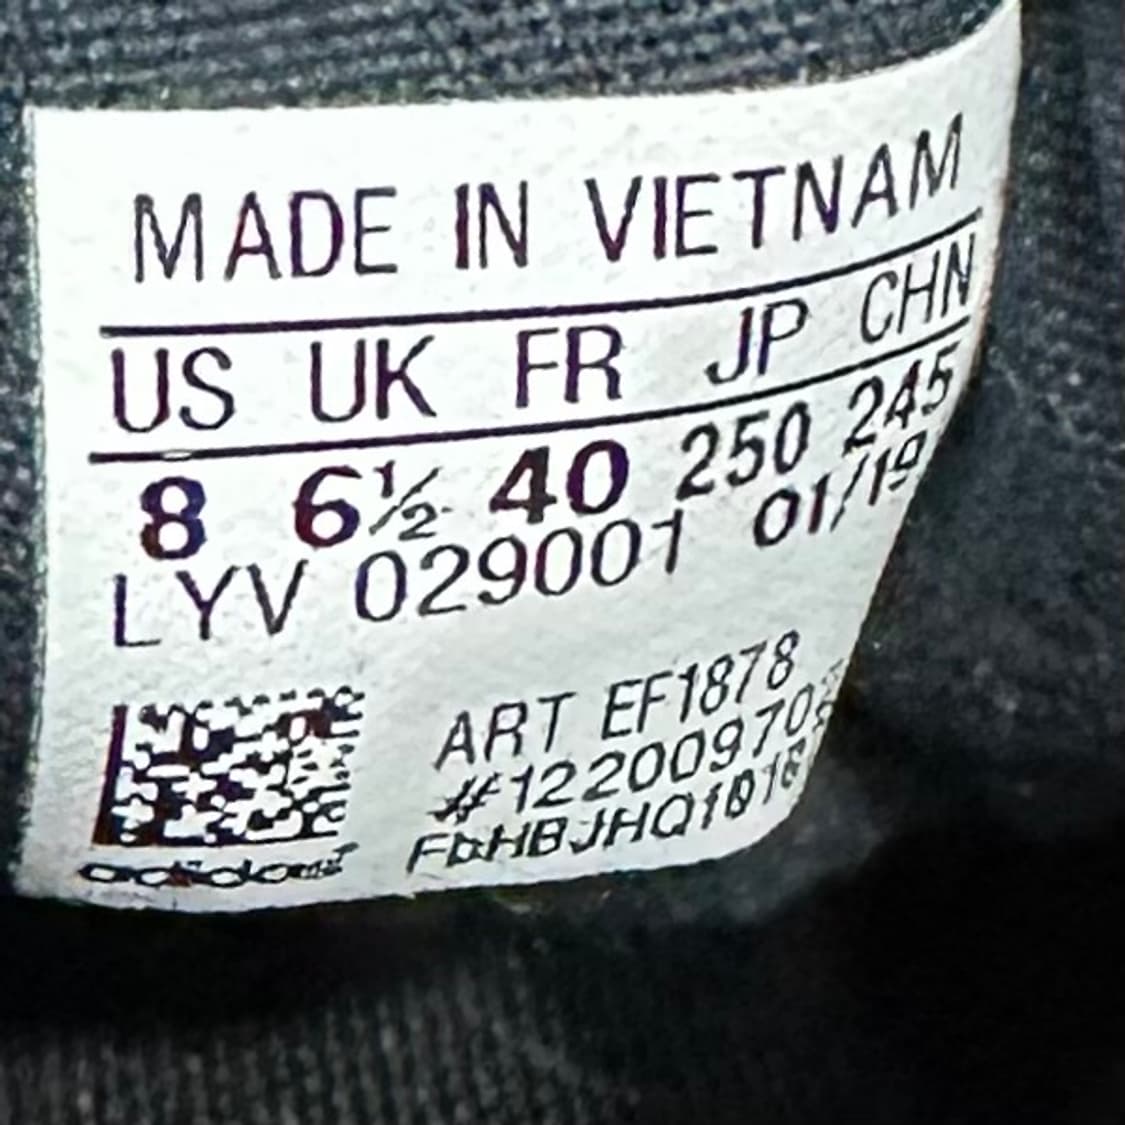 MADE IN VIETNAM
US UK FR JP CHN
8 6½ 40 250 245
LYV 029001 01/19
ART EF1878
adidas